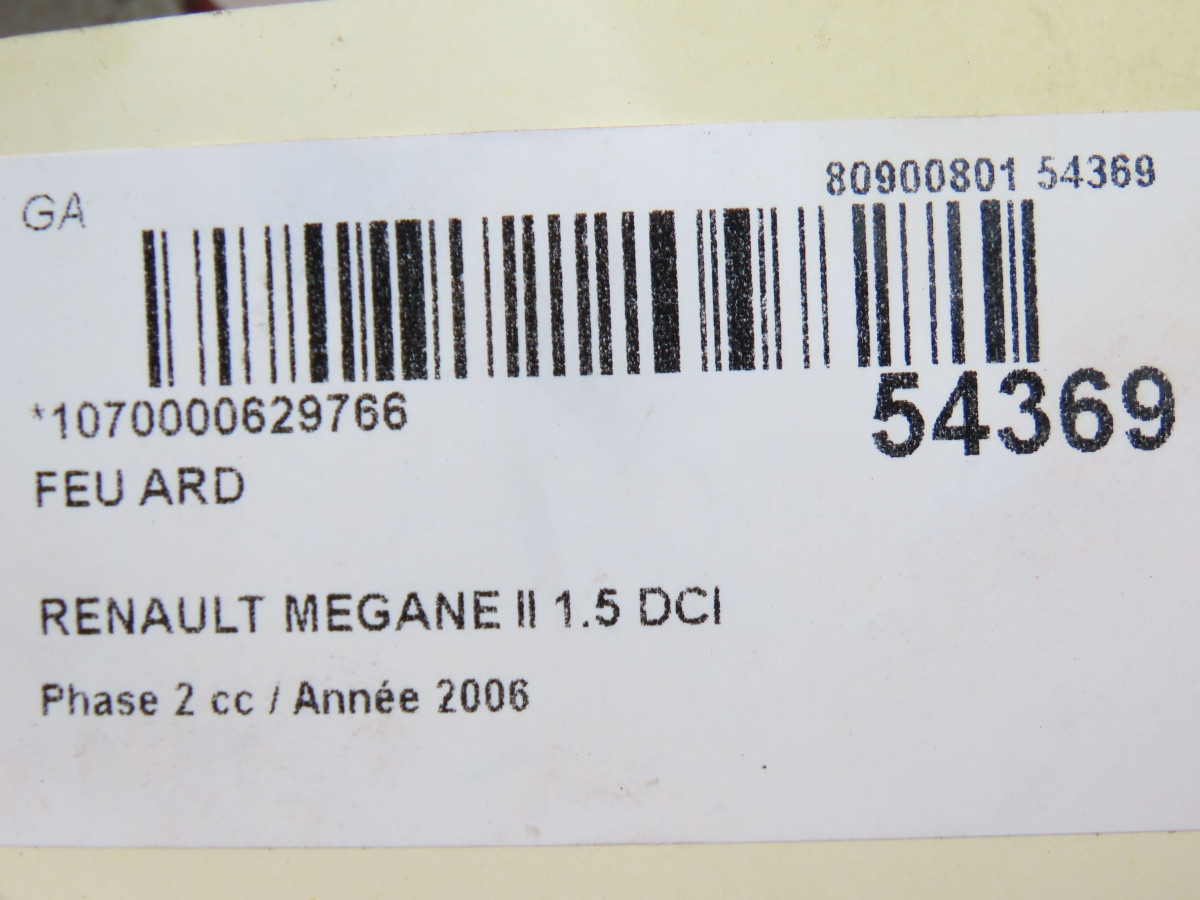 GA
80900801 54369
*1070000629766
54369
FEU ARD
RENAULT MEGANE II 1.5 DCI
Phase 2 cc / Année 2006